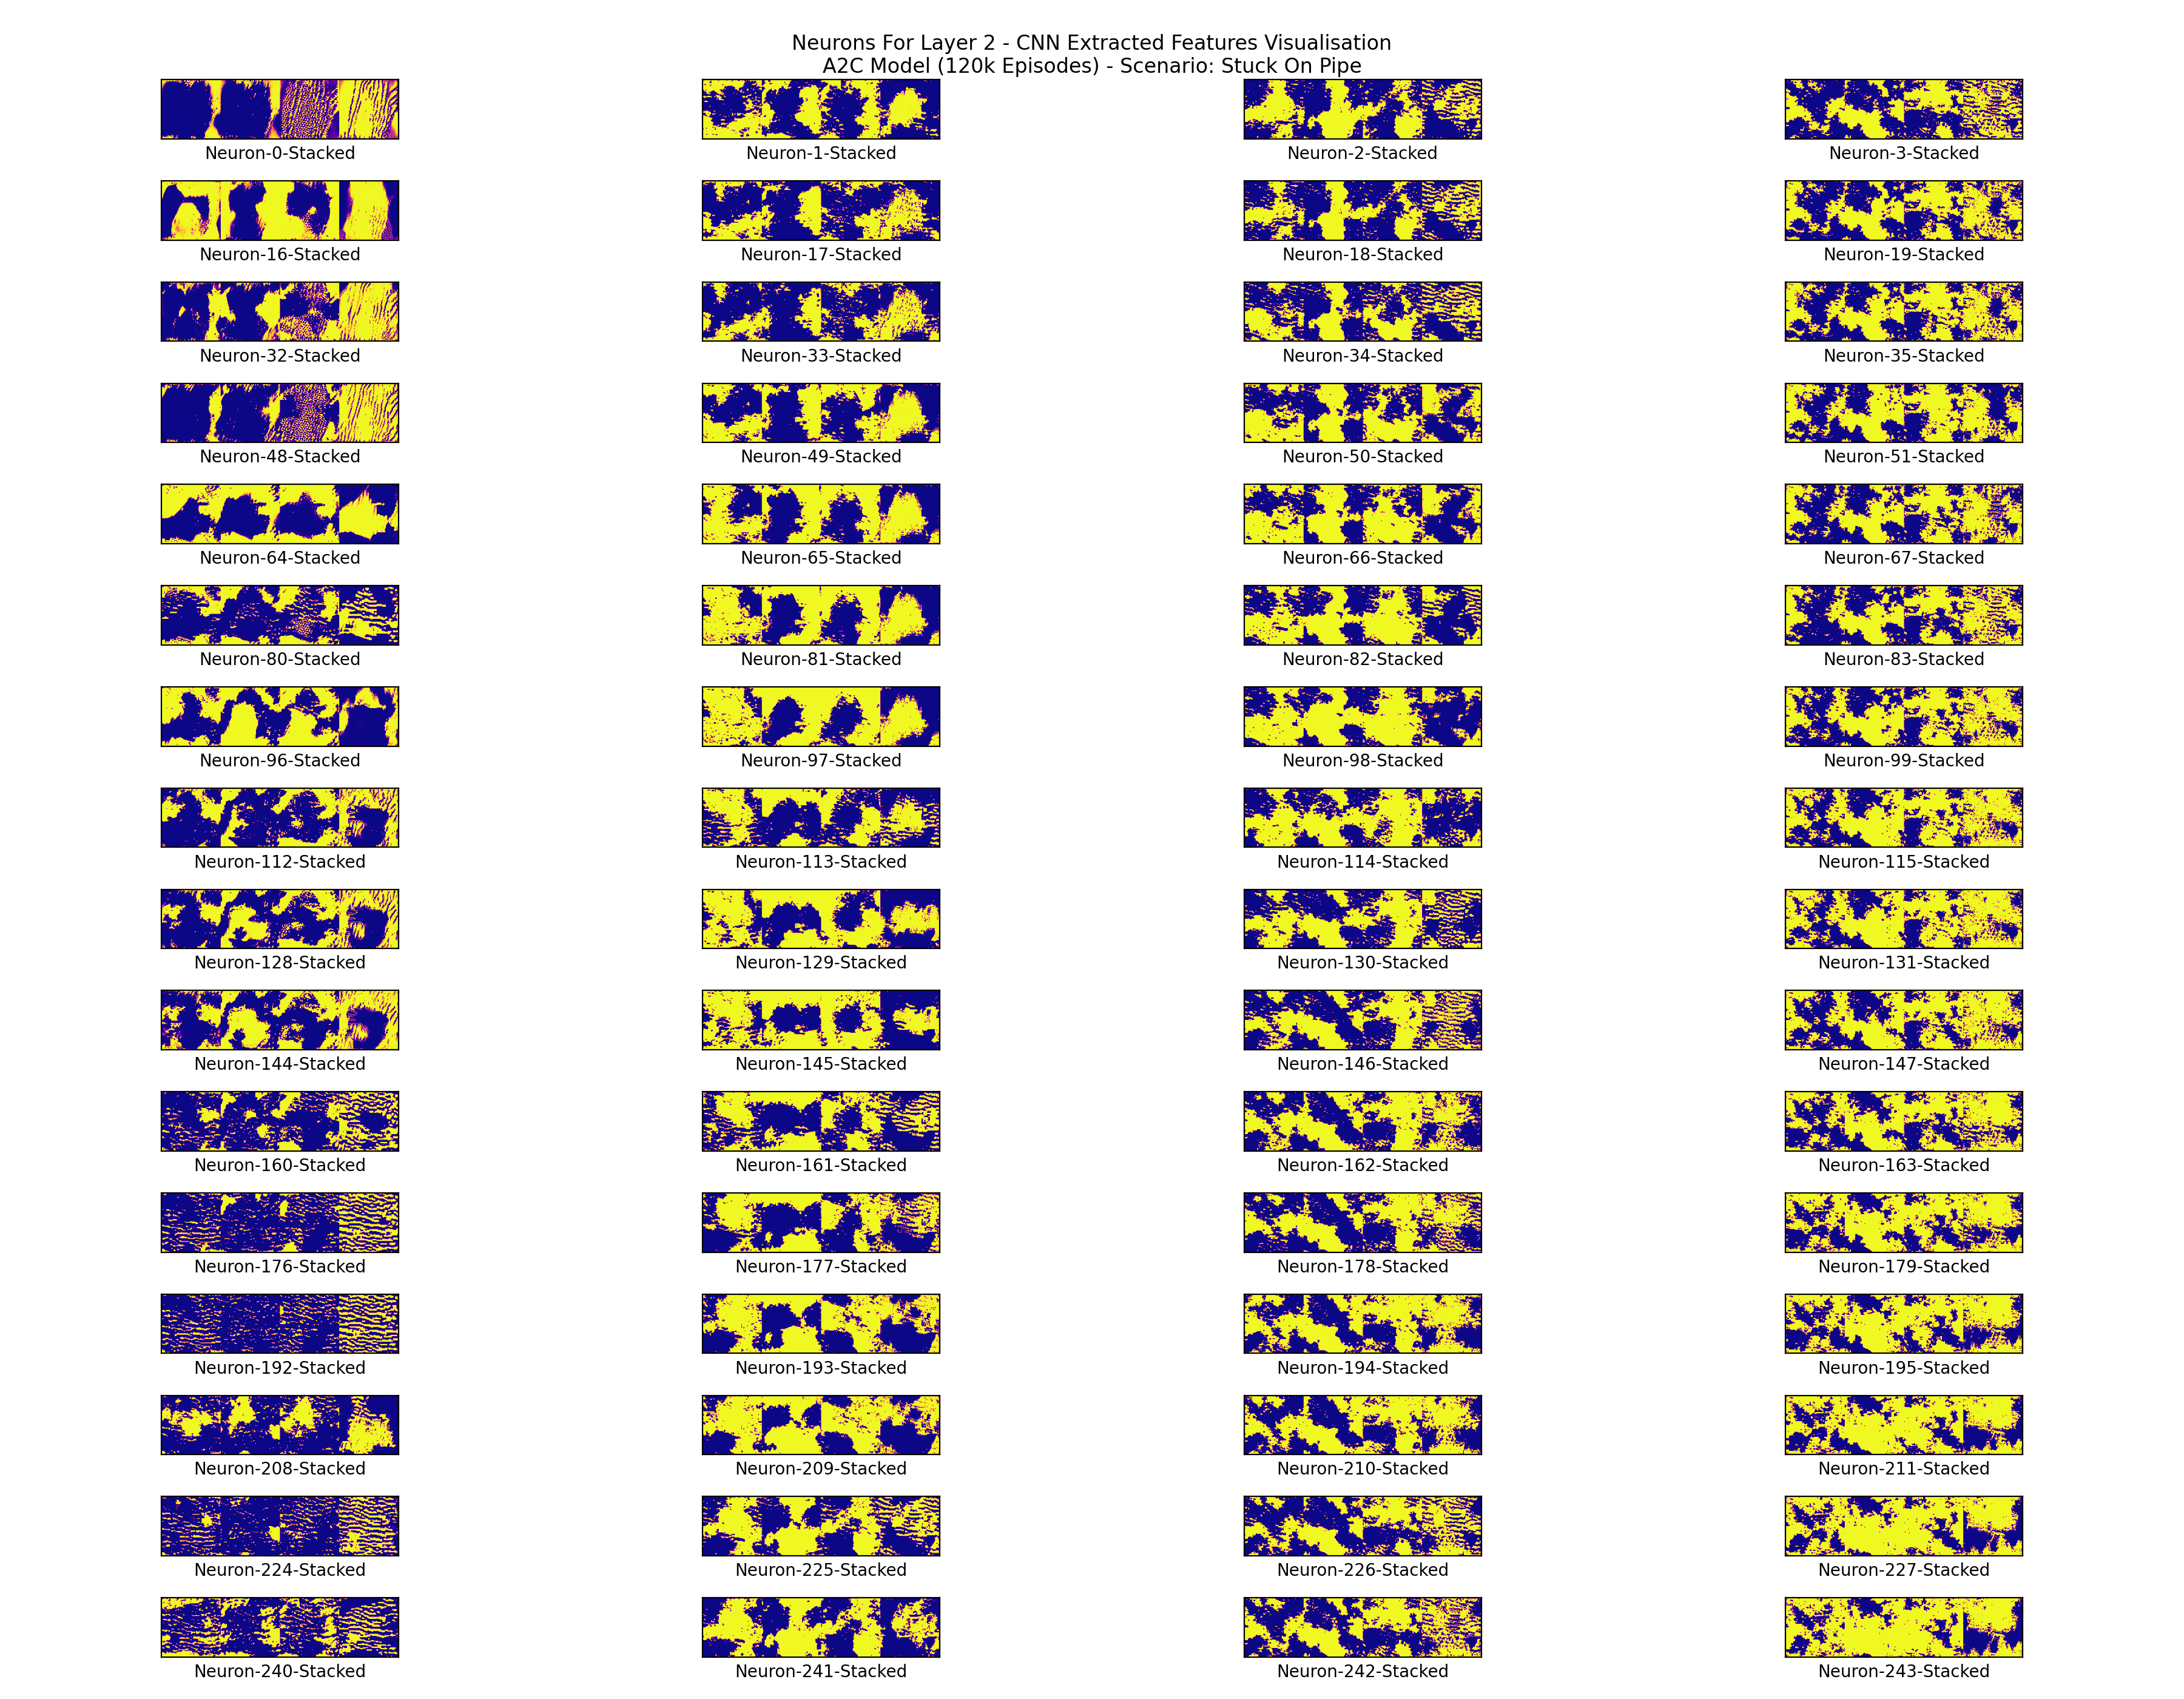 Neurons For Layer 2 - CNN Extracted Features Visualisation
A2C Model (120k Episodes) - Scenario: Stuck On Pipe
Neuron-0-Stacked
Neuron-1-Stacked
Neuron-2-Stacked
Neuron-3-Stacked
Neuron-16-Stacked
Neuron-17-Stacked
Neuron-18-Stacked
Neuron-19-Stacked
Neuron-32-Stacked
Neuron-33-Stacked
Neuron-34-Stacked
Neuron-35-Stacked
Neuron-48-Stacked
Neuron-49-Stacked
Neuron-50-Stacked
Neuron-51-Stacked
Neuron-64-Stacked
Neuron-65-Stacked
Neuron-66-Stacked
Neuron-67-Stacked
Neuron-80-Stacked
Neuron-81-Stacked
Neuron-82-Stacked
Neuron-83-Stacked
Neuron-96-Stacked
Neuron-97-Stacked
Neuron-98-Stacked
Neuron-99-Stacked
Neuron-112-Stacked
Neuron-113-Stacked
Neuron-114-Stacked
Neuron-115-Stacked
Neuron-128-Stacked
Neuron-129-Stacked
Neuron-130-Stacked
Neuron-131-Stacked
Neuron-144-Stacked
Neuron-145-Stacked
Neuron-146-Stacked
Neuron-147-Stacked
Neuron-160-Stacked
Neuron-161-Stacked
Neuron-162-Stacked
Neuron-163-Stacked
Neuron-176-Stacked
Neuron-177-Stacked
Neuron-178-Stacked
Neuron-179-Stacked
Neuron-192-Stacked
Neuron-193-Stacked
Neuron-194-Stacked
Neuron-195-Stacked
Neuron-208-Stacked
Neuron-209-Stacked
Neuron-210-Stacked
Neuron-211-Stacked
Neuron-224-Stacked
Neuron-225-Stacked
Neuron-226-Stacked
Neuron-227-Stacked
Neuron-240-Stacked
Neuron-241-Stacked
Neuron-242-Stacked
Neuron-243-Stacked